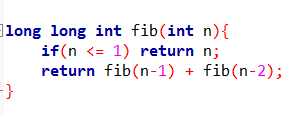 long long int fib(int n){
if(n <= 1) return n;
return fib(n-1) + fib(n-2);
}